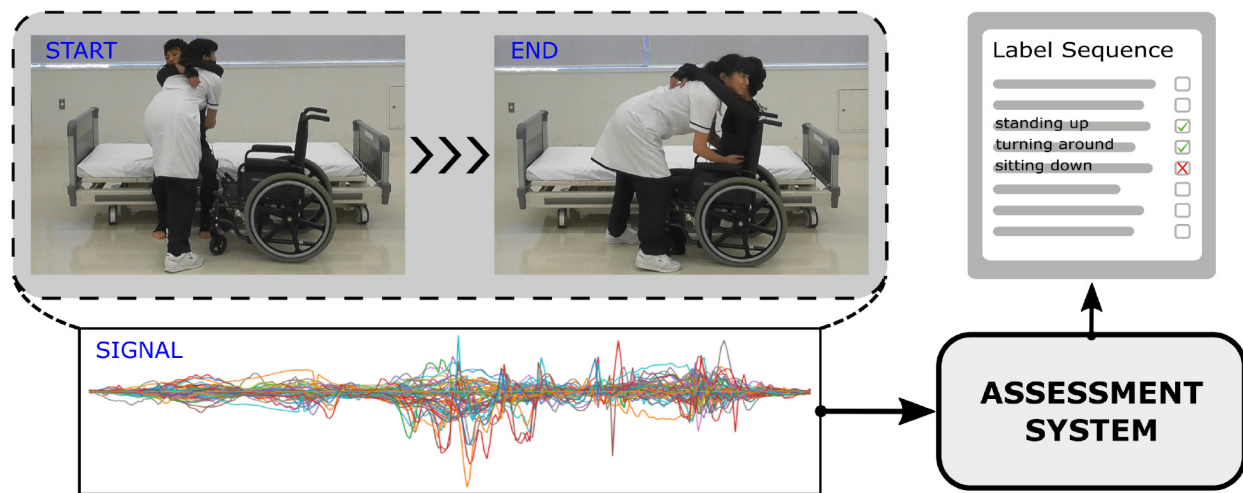 START
END
SIGNAL
Label Sequence
standing up
turning around
sitting down
ASSESSMENT
SYSTEM